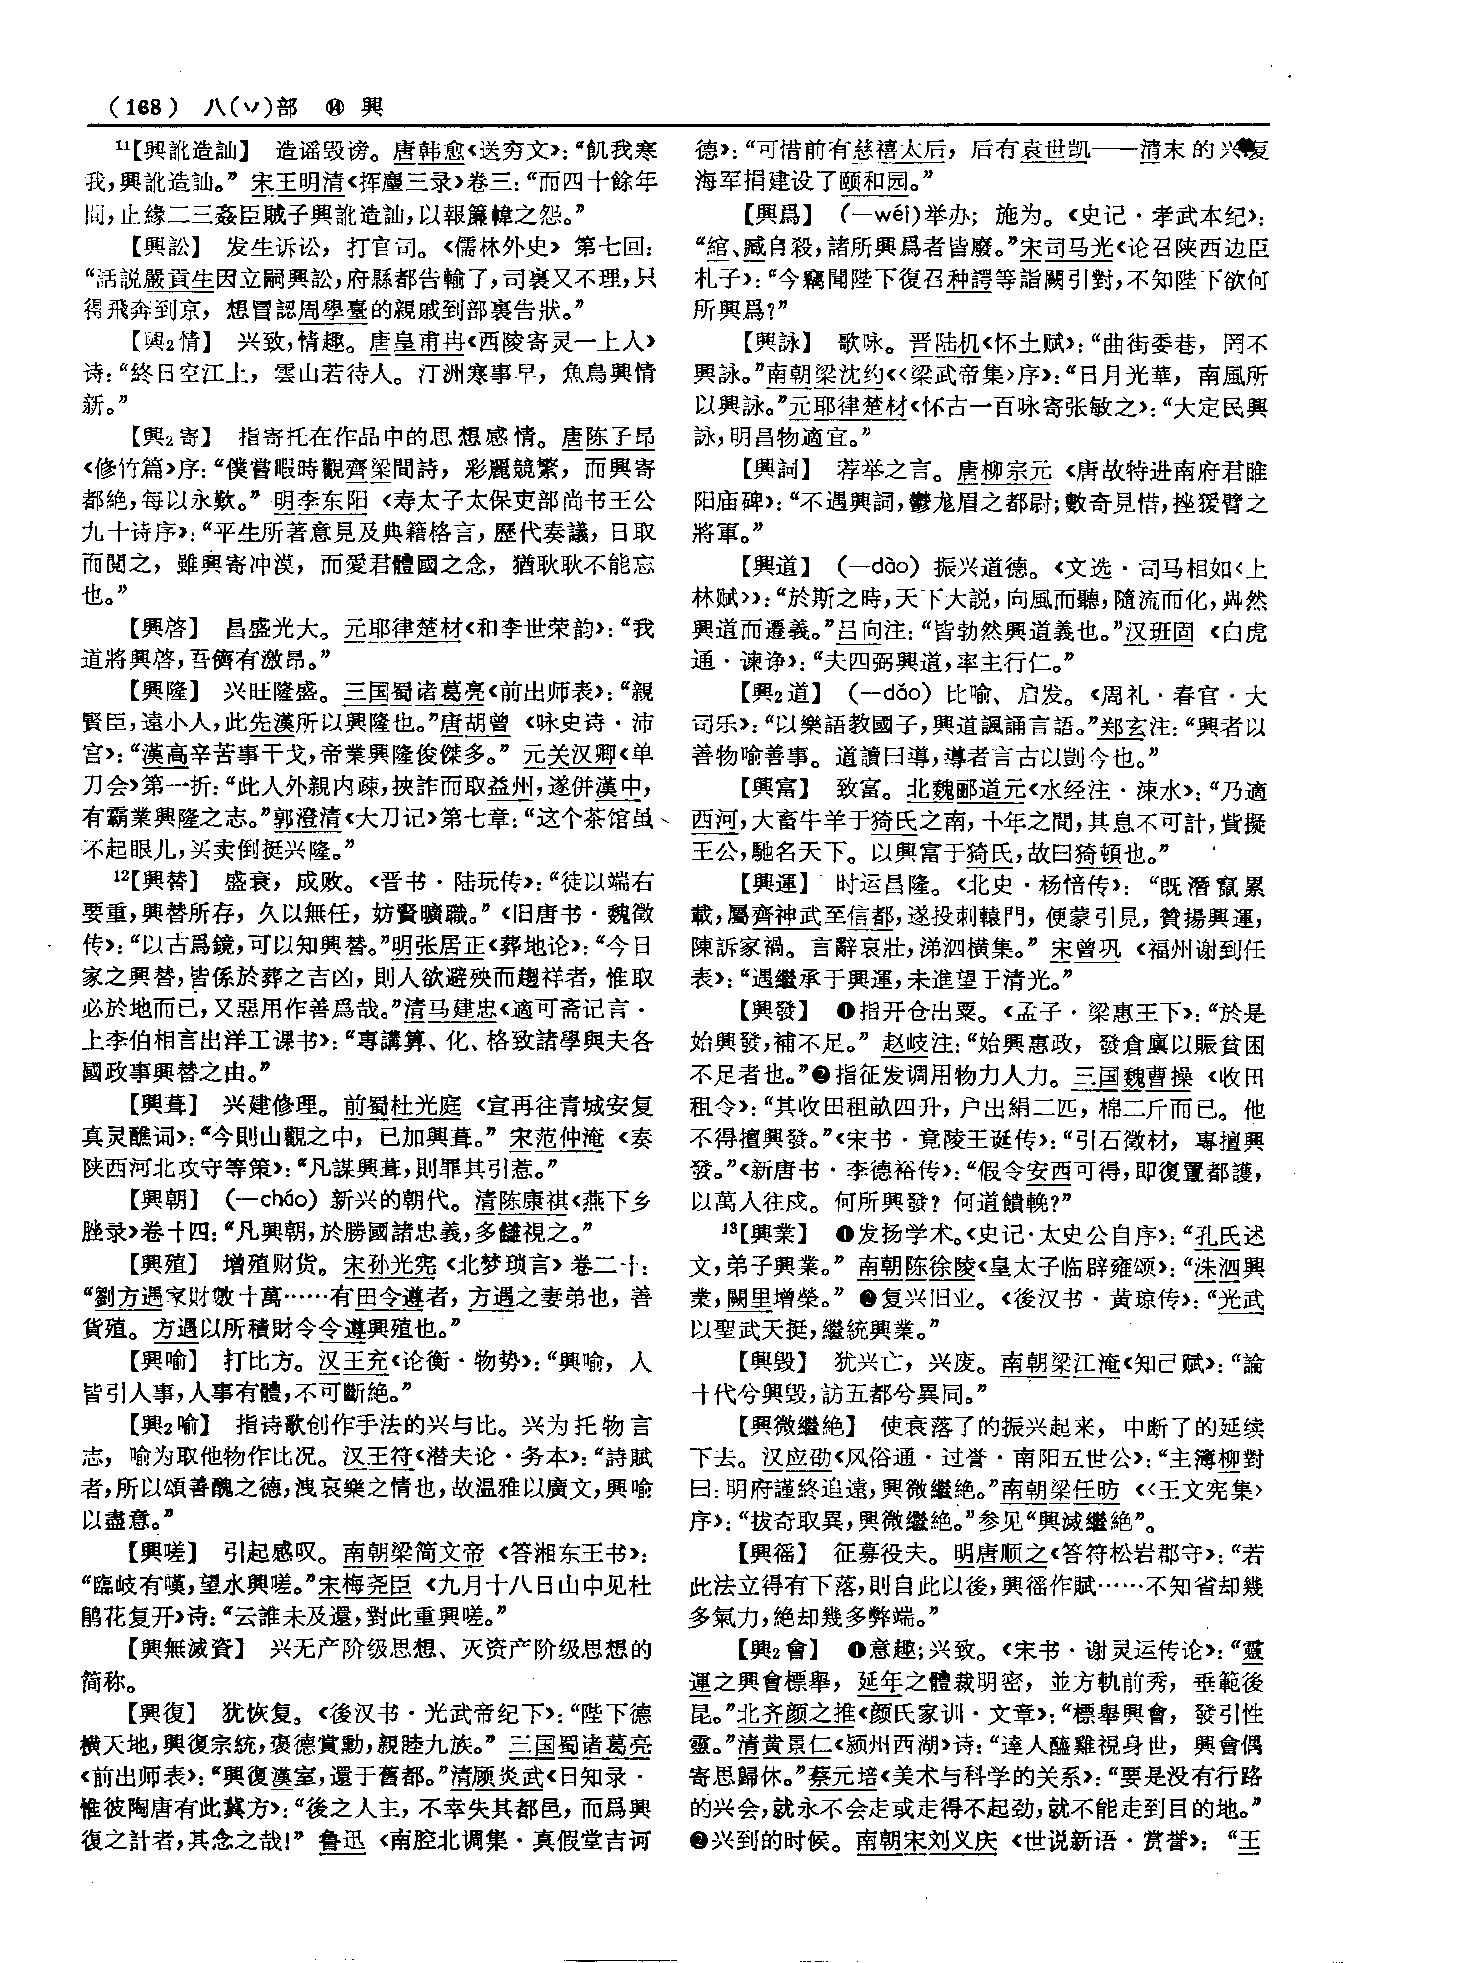 (168) 八(丷)部 ⑭ 興
¹¹【興訿造訕】 造谣毁谤。唐韩愈《送穷文》：“飢我寒
我，興訿造訕。” 宋王明清《挥麈三录》卷三：“而四十餘年
間，止緣二三姦臣賊子興訿造訕，以報簾幃之怨。”
【興訟】 发生诉讼，打官司。《儒林外史》 第七回：
“話説嚴貢生因立嗣興訟，府縣都告輸了，司裏又不理，只
得飛奔到京，想冒認周學臺的親戚到部裏告狀。”
【興₂情】 兴致，情趣。唐皇甫冉《西陵寄灵一上人》
诗：“終日空江上，雲山若待人。汀洲寒事早，魚鳥興情
新。”
【興₂寄】 指寄托在作品中的思想感情。唐陈子昂
《修竹篇》序：“僕嘗暇時觀齊梁間詩，彩麗競繁，而興寄
都絶，每以永歎。” 明李东阳 《寿太子太保吏部尚书王公
九十诗序》：“平生所著意見及典籍格言，歷代奏議，日取
而閲之，雖興寄冲漠，而愛君體國之念，猶耿耿不能忘
也。”
【興啓】 昌盛光大。元耶律楚材《和李世荣韵》：“我
道將興啓，吾儕有激昂。”
【興隆】 兴旺隆盛。三国蜀诸葛亮《前出师表》：“親
賢臣，遠小人，此先漢所以興隆也。”唐胡曾 《咏史诗·沛
宫》：“漢高辛苦事干戈，帝業興隆俊傑多。” 元关汉卿《单
刀会》第一折：“此人外親内疎，挾詐而取益州，遂併漢中，
有霸業興隆之志。”郭澄清《大刀记》第七章：“这个茶馆虽
不起眼儿，买卖倒挺兴隆。”
¹²【興替】 盛衰，成败。《晋书·陆玩传》：“徒以端右
要重，興替所存，久以無任，妨賢曠職。”《旧唐书·魏徵
传》：“以古爲鏡，可以知興替。”明张居正《葬地论》：“今日
家之興替，皆係於葬之吉凶，則人欲避殃而趨祥者，惟取
必於地而已，又惡用作善爲哉。”清马建忠《適可斋记言·
上李伯相言出洋工课书》：“專講算、化、格致諸學與夫各
國政事興替之由。”
【興葺】 兴建修理。前蜀杜光庭 《宣再往青城安复
真灵醮词》：“今則山觀之中，已加興葺。” 宋范仲淹 《奏
陕西河北攻守等策》：“凡謀興葺，則罪其引惹。”
【興朝】 (—cháo) 新兴的朝代。清陈康祺《燕下乡
脞录》卷十四：“凡興朝，於勝國諸忠義，多讎視之。”
【興殖】 增殖财货。宋孙光宪《北梦琐言》卷二十：
“劉方遇家財數十萬……有田令遵者，方遇之妻弟也，善
貨殖。方遇以所積財令令遵興殖也。”
【興喻】 打比方。汉王充《论衡·物势》：“興喻，人
皆引人事，人事有體，不可斷絶。”
【興₂喻】 指诗歌创作手法的兴与比。兴为托物言
志，喻为取他物作比况。汉王符《潜夫论·务本》：“詩賦
者，所以頌善醜之德，洩哀樂之情也，故温雅以廣文，興喻
以盡意。”
【興嗟】 引起感叹。南朝梁简文帝 《答湘东王书》：
“臨岐有嘆，望水興嗟。”宋梅尧臣 《九月十八日山中见杜
鹃花复开》诗：“云誰未及還，對此重興嗟。”
【興無滅資】 兴无产阶级思想、灭资产阶级思想的
简称。
【興復】 犹恢复。《後汉书·光武帝纪下》：“陛下德
横天地，興復宗統，褒德賞勳，親睦九族。” 三国蜀诸葛亮
《前出师表》：“興復漢室，還于舊都。”清顾炎武《日知录·
惟彼陶唐有此冀方》：“後之人主，不幸失其都邑，而爲興
復之計者，其念之哉！” 鲁迅 《南腔北调集·真假堂吉诃
德》：“可惜前有慈禧太后，后有袁世凯——清末的兴复
海军捐建设了颐和园。”
【興爲】 (—wéi)举办；施为。《史记·孝武本纪》：
“綰、臧自殺，諸所興爲者皆廢。”宋司马光《论召陕西边臣
札子》：“今竊聞陛下復召种諤等詣闕引對，不知陛下欲何
所興爲？”
【興詠】 歌咏。晋陆机《怀土赋》：“曲街委巷，罔不
興詠。”南朝梁沈约《〈梁武帝集〉序》：“日月光華，南風所
以興詠。”元耶律楚材《怀古一百咏寄张敏之》：“大定民興
詠，明昌物適宜。”
【興詞】 荐举之言。唐柳宗元 《唐故特进南府君睢
阳庙碑》：“不遇興詞，鬱尨眉之都尉；數奇見惜，挫猨臂之
將軍。”
【興道】 (—dào) 振兴道德。《文选·司马相如〈上
林赋〉》：“於斯之時，天下大説，向風而聽，隨流而化，芔然
興道而遷義。”吕向注：“皆勃然興道義也。”汉班固 《白虎
通·谏诤》：“夫四弼興道，率主行仁。”
【興₂道】 (—dǎo) 比喻、启发。《周礼·春官·大
司乐》：“以樂語教國子，興道諷誦言語。”郑玄注：“興者以
善物喻善事。道讀曰導，導者言古以剴今也。”
【興富】 致富。北魏郦道元《水经注·涑水》：“乃適
西河，大畜牛羊于猗氏之南，十年之間，其息不可計，貲擬
王公，馳名天下。以興富于猗氏，故曰猗頓也。”
【興運】 时运昌隆。《北史·杨愔传》：“既潛竄累
載，屬齊神武至信都，遂投刺轅門，便蒙引見，贊揚興運，
陳訴家禍。言辭哀壯，涕泗横集。” 宋曾巩 《福州谢到任
表》：“遇繼承于興運，未進望于清光。”
【興發】 ❶指开仓出粟。《孟子·梁惠王下》：“於是
始興發，補不足。” 赵岐注：“始興惠政，發倉廩以賑貧困
不足者也。”❷指征发调用物力人力。三国魏曹操 《收田
租令》：“其收田租畝四升，户出絹二匹，棉二斤而已。他
不得擅興發。”《宋书·竟陵王诞传》：“引石徵材，專擅興
發。”《新唐书·李德裕传》：“假令安西可得，即復置都護，
以萬人往戍。何所興發？何道饋輓？”
¹³【興業】 ❶发扬学术。《史记·太史公自序》：“孔氏述
文，弟子興業。” 南朝陈徐陵《皇太子临辟雍颂》：“洙泗興
業，闕里增榮。” ❷复兴旧业。《後汉书·黄琼传》：“光武
以聖武天挺，繼統興業。”
【興毁】 犹兴亡，兴废。南朝梁江淹《知己赋》：“論
十代兮興毁，訪五都兮異同。”
【興微繼絶】 使衰落了的振兴起来，中断了的延续
下去。汉应劭《风俗通·过誉·南阳五世公》：“主簿柳對
曰：明府謹終追遠，興微繼絶。”南朝梁任昉 《〈王文宪集〉
序》：“拔奇取異，興微繼絶。”参见“興滅繼絶”。
【興徭】 征募役夫。明唐顺之《答符松岩郡守》：“若
此法立得有下落，則自此以後，興徭作賦……不知省却幾
多氣力，絶却幾多弊端。”
【興₂會】 ❶意趣；兴致。《宋书·谢灵运传论》：“靈
運之興會標舉，延年之體裁明密，並方軌前秀，垂範後
昆。”北齐颜之推《颜氏家训·文章》：“標舉興會，發引性
靈。”清黄景仁《颍州西湖》诗：“達人醯雞視身世，興會偶
寄思歸休。”蔡元培《美术与科学的关系》：“要是没有行路
的兴会，就永不会走或走得不起劲，就不能走到目的地。”
❷兴到的时候。南朝宋刘义庆 《世说新语·赏誉》：“王